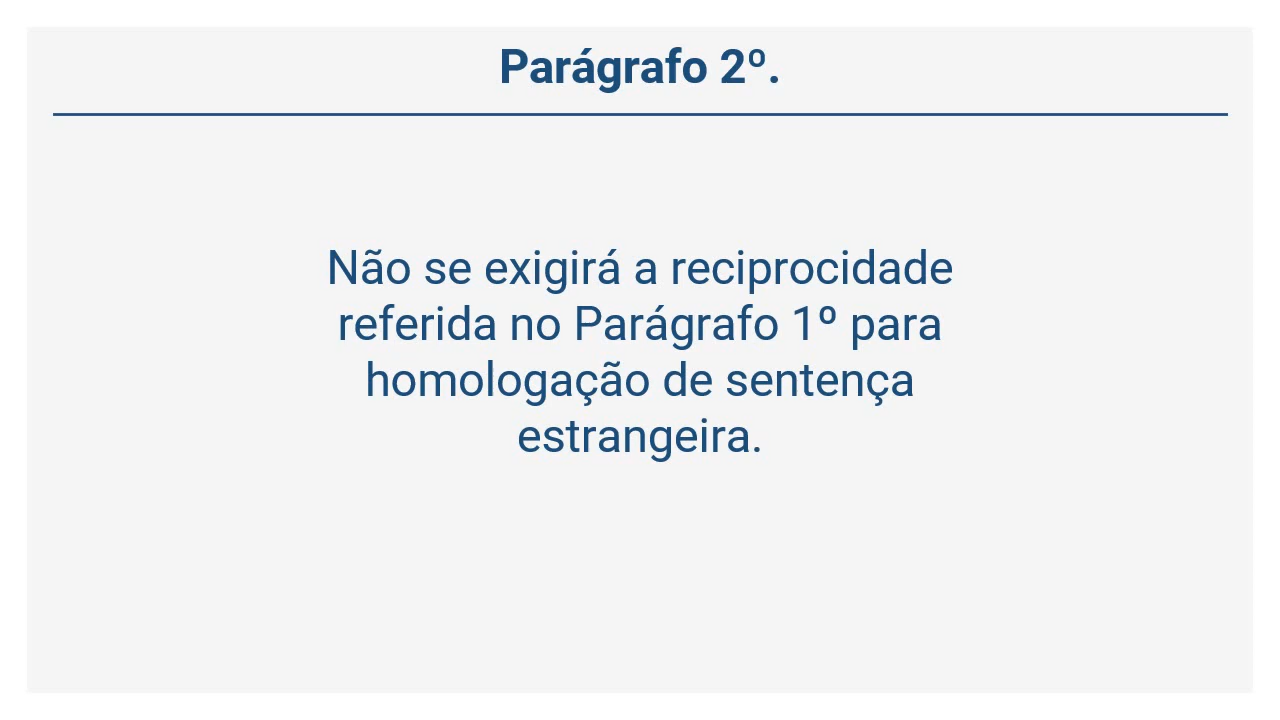 Parágrafo 2º.
Não se exigirá a reciprocidade
referida no Parágrafo 1º para
homologação de sentença
estrangeira.